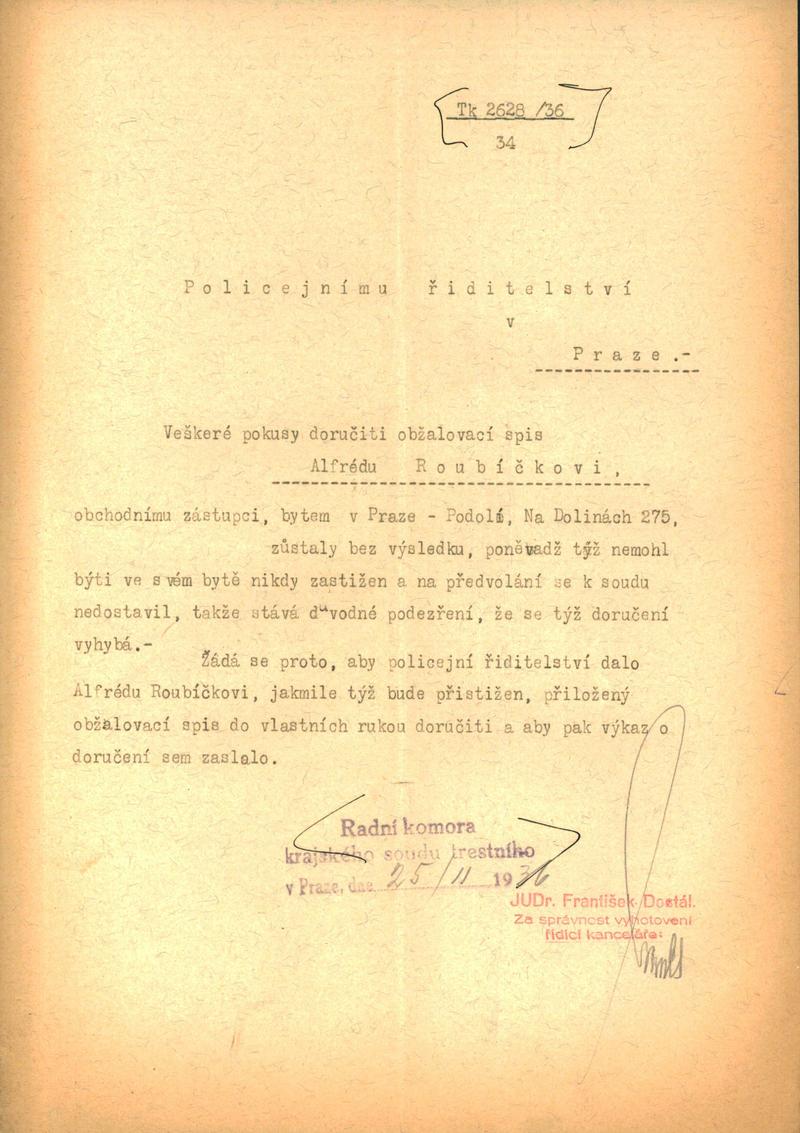 Tk 2628 /36
34
Policejnímu ředitelství
v
Praze.-
Veškeré pokusy doručiti obžalovací spis
Alfrédu Roubíčkovi,
obchodnímu zástupci, bytem v Praze - Podolí, Na Dolinách 275,
zůstaly bez výsledku, poněvadž týž nemohl
býti ve svém bytě nikdy zastižen a na předvolání se k soudu
nedostavil, takže stává důvodné podezření, že se týž doručení
vyhybá.-
Žádá se proto, aby policejní řiditelství dalo
Alfrédu Roubíčkovi, jakmile týž bude přistižen, přiložený
obžalovací spis do vlastních rukou doručiti a aby pak výkaz o
doručení sem zaslalo.
Radní komora
krajského soudu trestního
v Praze, dne 25/11 1936
JUDr. František Dostál.
Za správnost vyhotovení
řídící kanceláře: